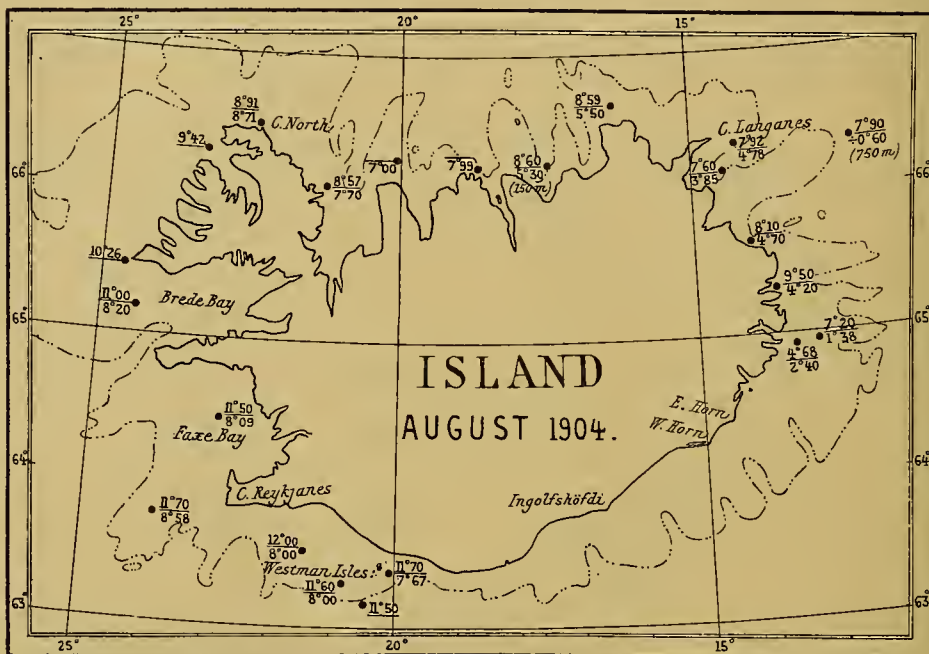 25° 20° 15°
8°59
5°50
8°91
8°71
C. North
C. Langanes
7°90
÷0°60
(750 m)
9°42
7°92
4°78
7°00
7°99
8°60
5°30
(150 m)
7°60
3°85
66° 66°
8°57
7°70
8°10
4°70
10°26
9°50
4°20
11°00
8°20
Brede Bay
65° 65°
7°20
1°38
4°68
2°40
ISLAND
AUGUST 1904.
11°50
8°09
Faxe Bay
E. Horn
W. Horn
64° 64°
C. Reykjanes
Ingolfshöfdi
11°70
8°58
12°00
8°00
Westman Isles
11°70
7°67
11°60
8°00
11°50
63° 63°
25° 20° 15°